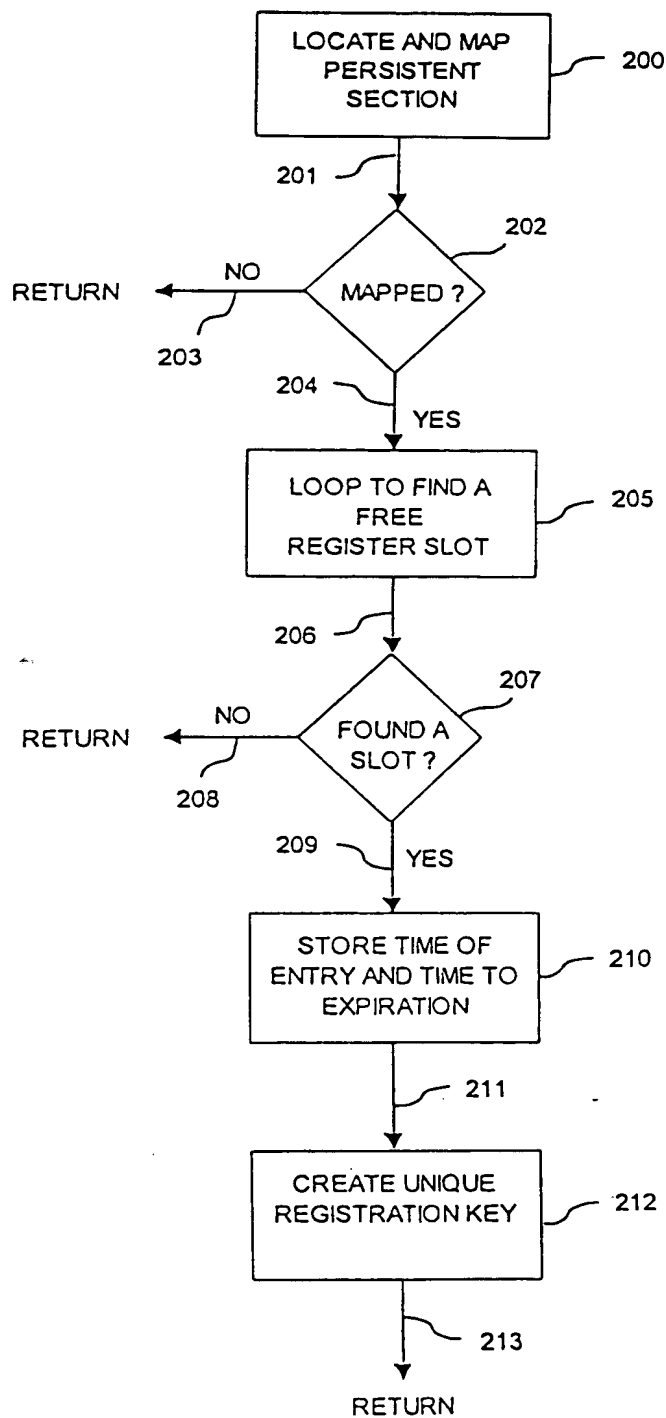 LOCATE AND MAP
PERSISTENT
SECTION
200
201
202
NO
RETURN
MAPPED ?
203
204
YES
LOOP TO FIND A
FREE
REGISTER SLOT
205
206
207
NO
RETURN
FOUND A
SLOT ?
208
209
YES
STORE TIME OF
ENTRY AND TIME TO
EXPIRATION
210
211
CREATE UNIQUE
REGISTRATION KEY
212
213
RETURN